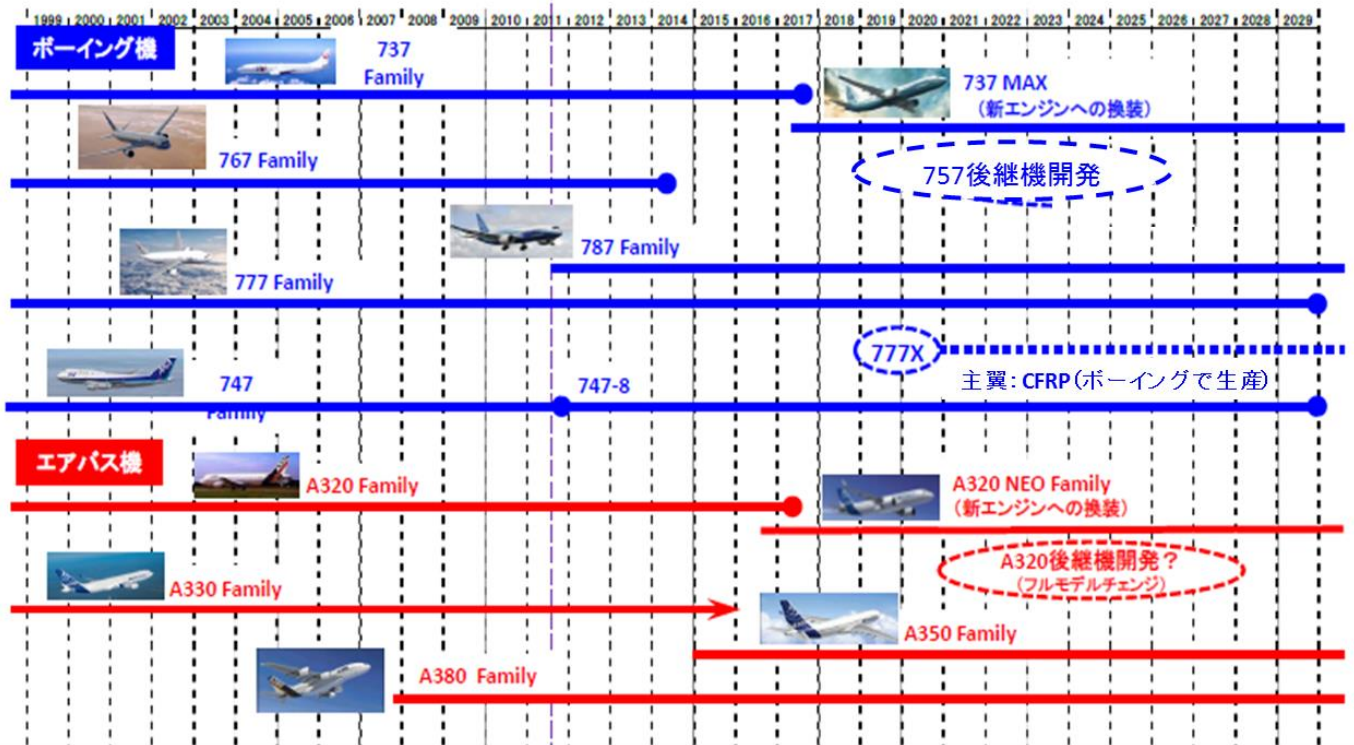 1999 2000 2001 2002 2003 2004 2005 2006 2007 2008 2009 2010 2011 2012 2013 2014 2015 2016 2017 2018 2019 2020 2021 2022 2023 2024 2025 2026 2027 2028 2029
ボーイング機
737
Family
737 MAX
(新エンジンへの換装)
767 Family
757後継機開発
787 Family
777 Family
777X
主翼: CFRP(ボーイングで生産)
747
Family
747-8
エアバス機
A320 Family
A320 NEO Family
(新エンジンへの換装)
A320後継機開発?
(フルモデルチェンジ)
A330 Family
A350 Family
A380 Family